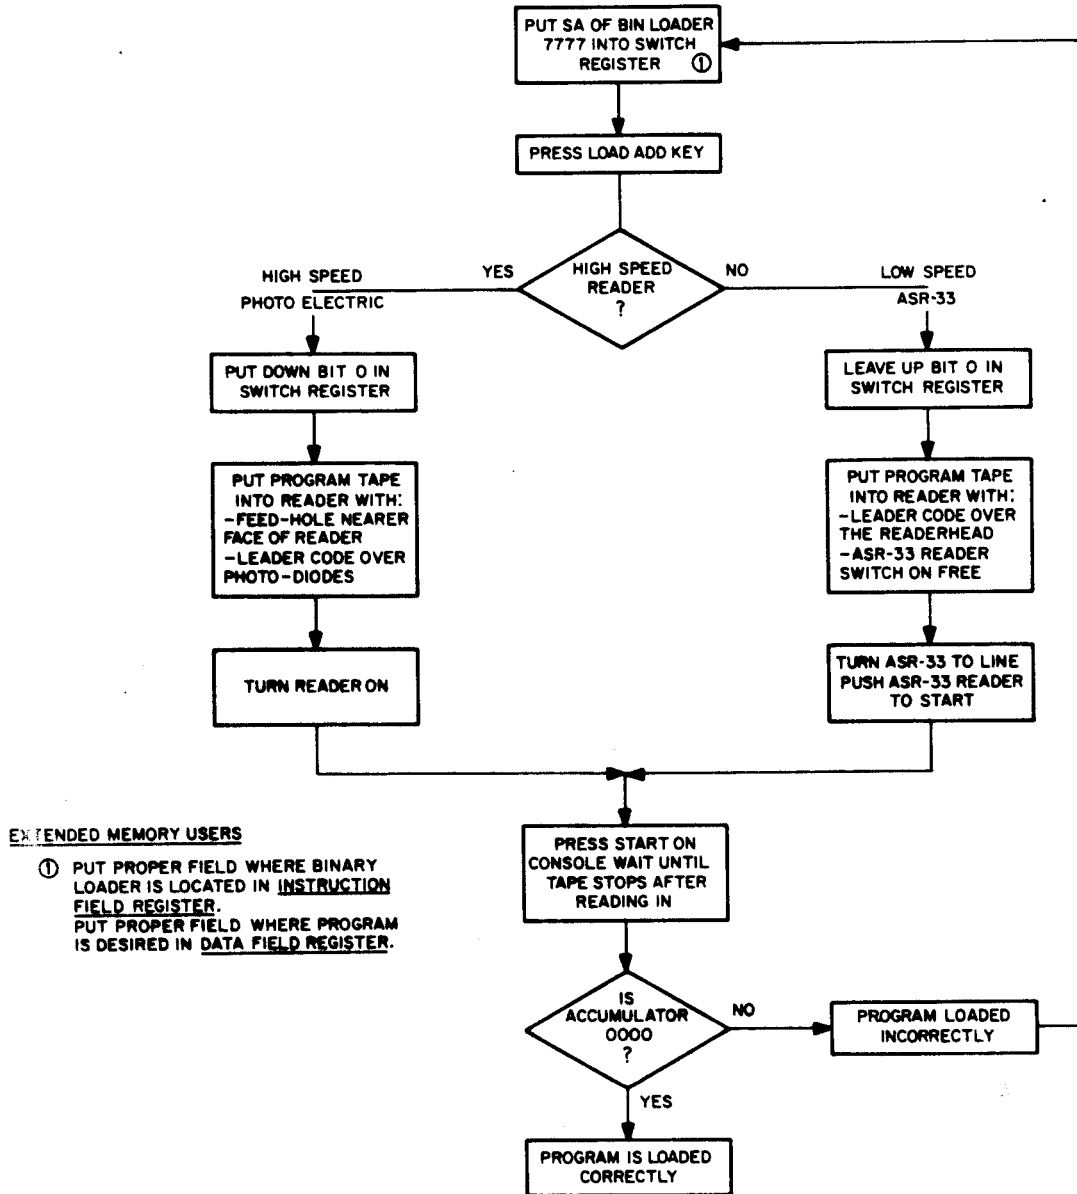 PUT SA OF BIN LOADER
7777 INTO SWITCH
REGISTER ①
PRESS LOAD ADD KEY
HIGH SPEED
READER
?
YES
NO
HIGH SPEED
PHOTO ELECTRIC
LOW SPEED
ASR-33
PUT DOWN BIT 0 IN
SWITCH REGISTER
LEAVE UP BIT 0 IN
SWITCH REGISTER
PUT PROGRAM TAPE
INTO READER WITH:
-FEED-HOLE NEARER
FACE OF READER
-LEADER CODE OVER
PHOTO-DIODES
PUT PROGRAM TAPE
INTO READER WITH:
-LEADER CODE OVER
THE READERHEAD
-ASR-33 READER
SWITCH ON FREE
TURN READER ON
TURN ASR-33 TO LINE
PUSH ASR-33 READER
TO START
EXTENDED MEMORY USERS
① PUT PROPER FIELD WHERE BINARY
LOADER IS LOCATED IN INSTRUCTION
FIELD REGISTER.
PUT PROPER FIELD WHERE PROGRAM
IS DESIRED IN DATA FIELD REGISTER.
PRESS START ON
CONSOLE WAIT UNTIL
TAPE STOPS AFTER
READING IN
IS
ACCUMULATOR
0000
?
NO
PROGRAM LOADED
INCORRECTLY
YES
PROGRAM IS LOADED
CORRECTLY